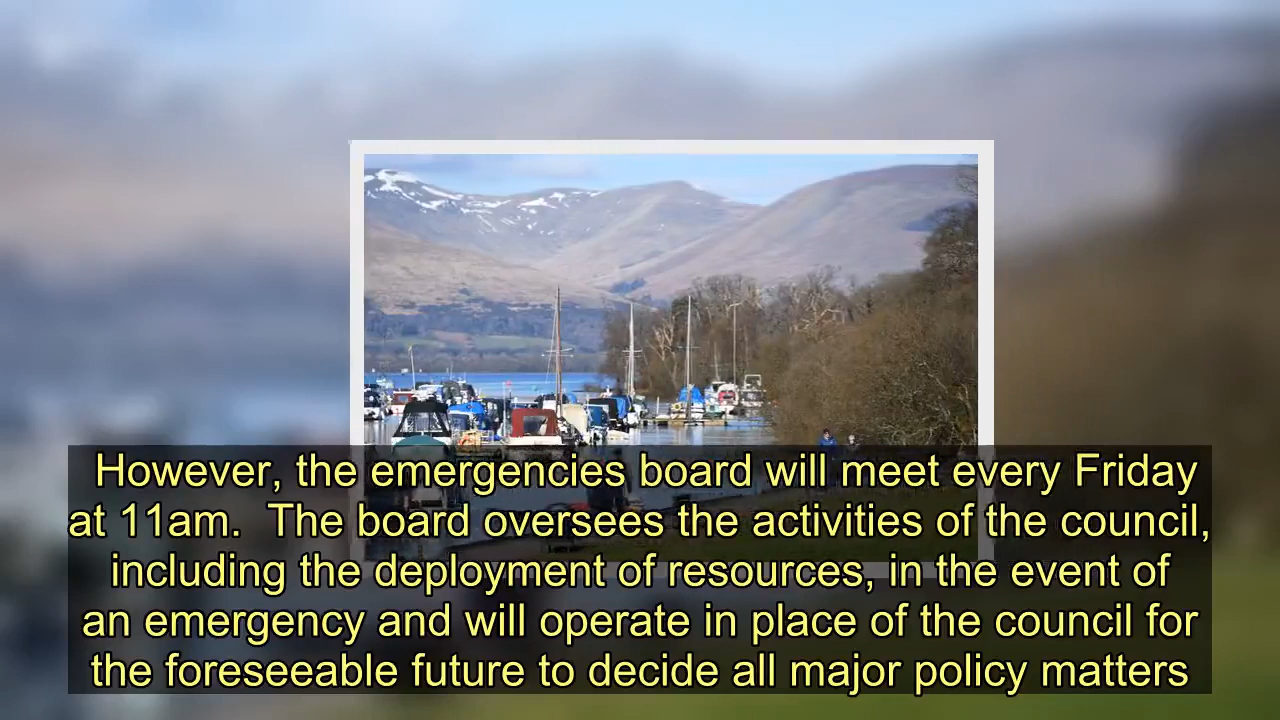 However, the emergencies board will meet every Friday
at 11am.  The board oversees the activities of the council,
including the deployment of resources, in the event of
an emergency and will operate in place of the council for
the foreseeable future to decide all major policy matters